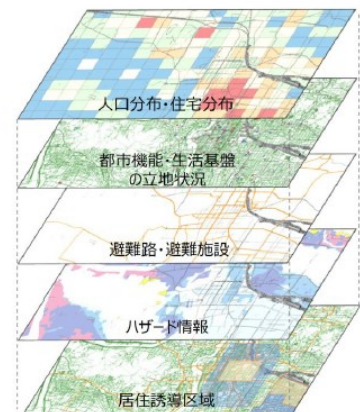 人口分布・住宅分布
都市機能・生活基盤
の立地状況
避難路・避難施設
ハザード情報
居住誘導区域